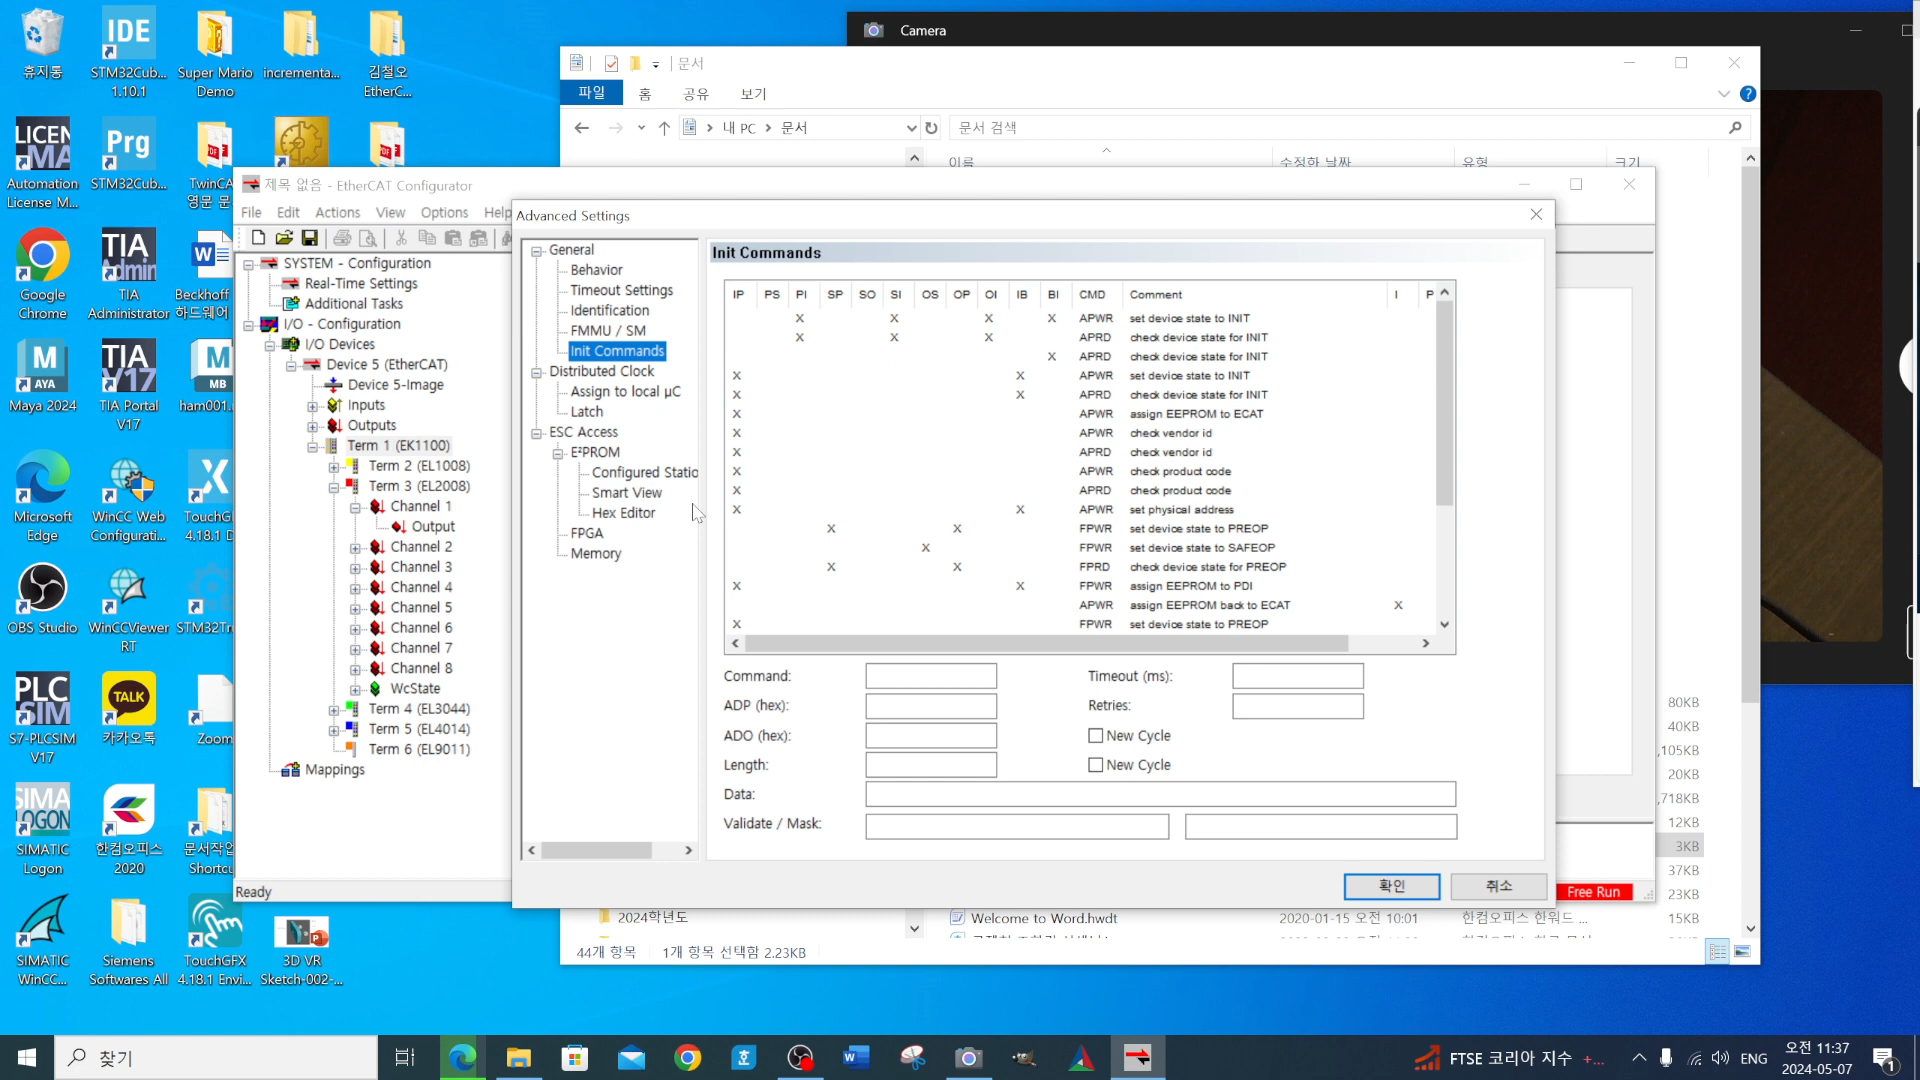 휴지통
STM32Cub...
1.10.1
Super Mario
Demo
incrementa...
김철오
EtherC...
Automation
License M...
STM32Cub...
TwinCA
영문 문
Google
Chrome
TIA
Administrator
Beckhoff
하드웨어
Maya 2024
TIA Portal
V17
ham001.
Microsoft
Edge
WinCC Web
Configurati...
TouchG
4.18.1 D
OBS Studio
WinCCViewer
RT
STM32Tr
S7-PLCSIM
V17
카카오톡
Zoom
SIMATIC
Logon
한컴오피스
2020
문서작업
Shortcu
SIMATIC
WinCC...
Siemens
Softwares All
TouchGFX
4.18.1 Envi...
3D VR
Sketch-002-...
Camera
문서
파일
홈
공유
보기
내 PC
문서
문서 검색
이름
수정한 날짜
유형
크기
제목 없음 - EtherCAT Configurator
File
Edit
Actions
View
Options
Help
SYSTEM - Configuration
Real-Time Settings
Additional Tasks
I/O - Configuration
I/O Devices
Device 5 (EtherCAT)
Device 5-Image
Inputs
Outputs
Term 1 (EK1100)
Term 2 (EL1008)
Term 3 (EL2008)
Channel 1
Output
Channel 2
Channel 3
Channel 4
Channel 5
Channel 6
Channel 7
Channel 8
WcState
Term 4 (EL3044)
Term 5 (EL4014)
Term 6 (EL9011)
Mappings
Ready
Free Run
Advanced Settings
General
Behavior
Timeout Settings
Identification
FMMU / SM
Init Commands
Distributed Clock
Assign to local µC
Latch
ESC Access
E²PROM
Configured Statio
Smart View
Hex Editor
FPGA
Memory
Init Commands
IP PS PI SP SO SI OS OP OI IB BI CMD Comment I P
X X X X APWR set device state to INIT
X X X APRD check device state for INIT
X APRD check device state for INIT
X X APWR set device state to INIT
X X APRD check device state for INIT
X APWR assign EEPROM to ECAT
X APWR check vendor id
X APRD check vendor id
X APWR check product code
X APRD check product code
X X APWR set physical address
X X FPWR set device state to PREOP
X FPWR set device state to SAFEOP
X X FPRD check device state for PREOP
X X FPWR assign EEPROM to PDI
APWR assign EEPROM back to ECAT X
X FPWR set device state to PREOP
Command:
Timeout (ms):
ADP (hex):
Retries:
ADO (hex):
New Cycle
Length:
New Cycle
Data:
Validate / Mask:
확인
취소
80KB
40KB
,105KB
20KB
,718KB
12KB
3KB
37KB
23KB
2024학년도
Welcome to Word.hwdt
2020-01-15 오전 10:01
한컴오피스 한워드 ...
15KB
44개 항목
1개 항목 선택함 2.23KB
찾기
FTSE 코리아 지수 +...
ENG
오전 11:37
2024-05-07
1